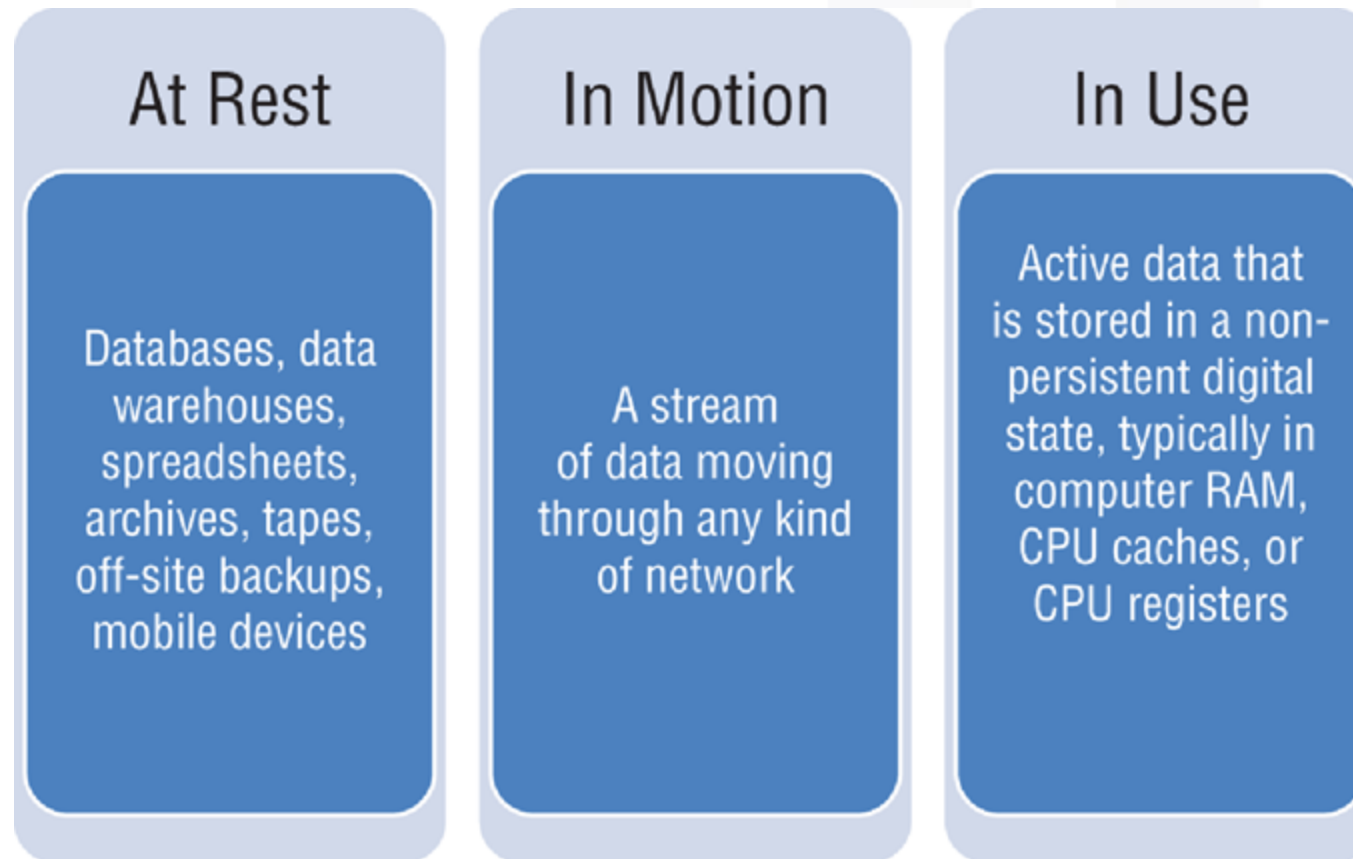 At Rest
Databases, data
warehouses,
spreadsheets,
archives, tapes,
off-site backups,
mobile devices
In Motion
A stream
of data moving
through any kind
of network
In Use
Active data that
is stored in a non-
persistent digital
state, typically in
computer RAM,
CPU caches, or
CPU registers